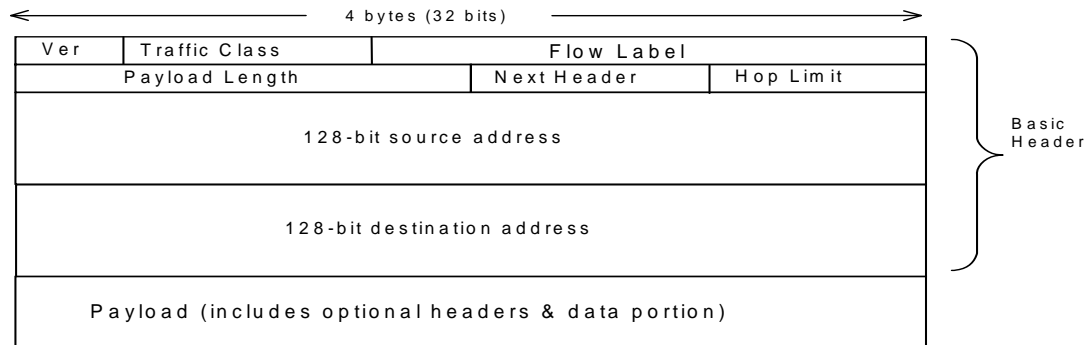 4 bytes (32 bits)
Ver Traffic Class Flow Label
Payload Length Next Header Hop Limit
128-bit source address
Basic
Header
128-bit destination address
Payload (includes optional headers & data portion)